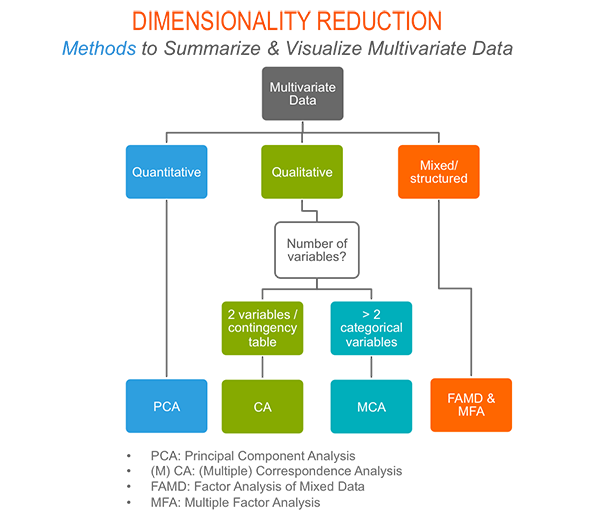 DIMENSIONALITY REDUCTION
Methods to Summarize & Visualize Multivariate Data
Multivariate
Data
Quantitative
Qualitative
Mixed/
structured
Number of
variables?
2 variables /
contingency
table
> 2
categorical
variables
PCA
CA
MCA
FAMD &
MFA
• PCA: Principal Component Analysis
• (M) CA: (Multiple) Correspondence Analysis
• FAMD: Factor Analysis of Mixed Data
• MFA: Multiple Factor Analysis